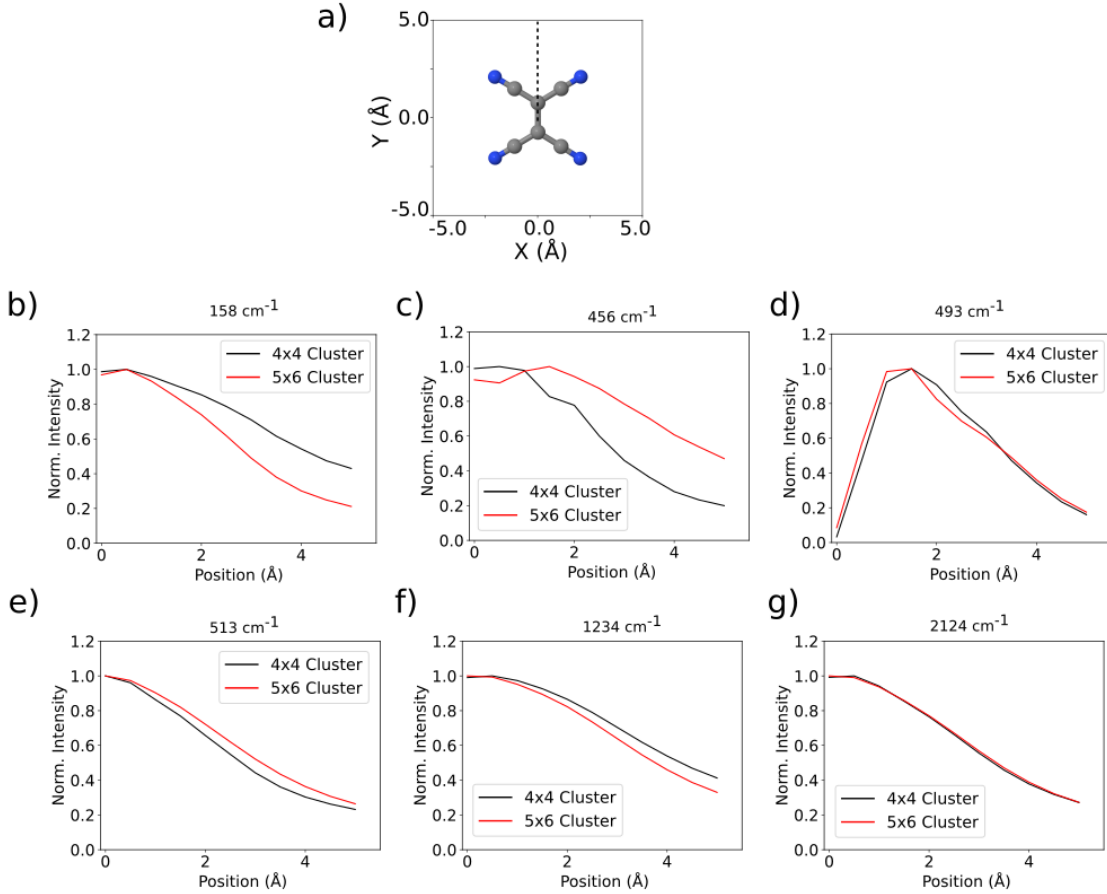 a)
5.0
0.0
-5.0
Y (Å)
-5.0 0.0 5.0
X (Å)
b)
158 cm-1
1.2
1.0
0.8
0.6
0.4
0.2
0.0
Norm. Intensity
4x4 Cluster
5x6 Cluster
0 2 4
Position (Å)
c)
456 cm-1
1.2
1.0
0.8
0.6
0.4
0.2
0.0
Norm. Intensity
4x4 Cluster
5x6 Cluster
0 2 4
Position (Å)
d)
493 cm-1
1.2
1.0
0.8
0.6
0.4
0.2
0.0
Norm. Intensity
4x4 Cluster
5x6 Cluster
0 2 4
Position (Å)
e)
513 cm-1
1.2
1.0
0.8
0.6
0.4
0.2
0.0
Norm. Intensity
4x4 Cluster
5x6 Cluster
0 2 4
Position (Å)
f)
1234 cm-1
1.2
1.0
0.8
0.6
0.4
0.2
0.0
Norm. Intensity
4x4 Cluster
5x6 Cluster
0 2 4
Position (Å)
g)
2124 cm-1
1.2
1.0
0.8
0.6
0.4
0.2
0.0
Norm. Intensity
4x4 Cluster
5x6 Cluster
0 2 4
Position (Å)